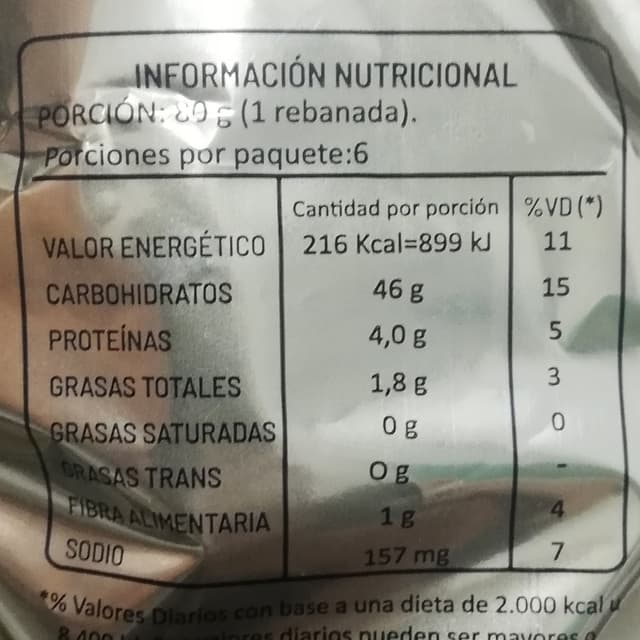 INFORMACIÓN NUTRICIONAL
PORCIÓN: 80 g (1 rebanada).
Porciones por paquete:6
Cantidad por porción %VD (*)
VALOR ENERGÉTICO 216 Kcal=899 kJ 11
CARBOHIDRATOS 46 g 15
PROTEÍNAS 4,0 g 5
GRASAS TOTALES 1,8 g 3
GRASAS SATURADAS 0 g 0
GRASAS TRANS 0 g -
FIBRA ALIMENTARIA 1 g 4
SODIO 157 mg 7
*% Valores Diarios con base a una dieta de 2.000 kcal u
8.400 diarios pueden ser mayores o